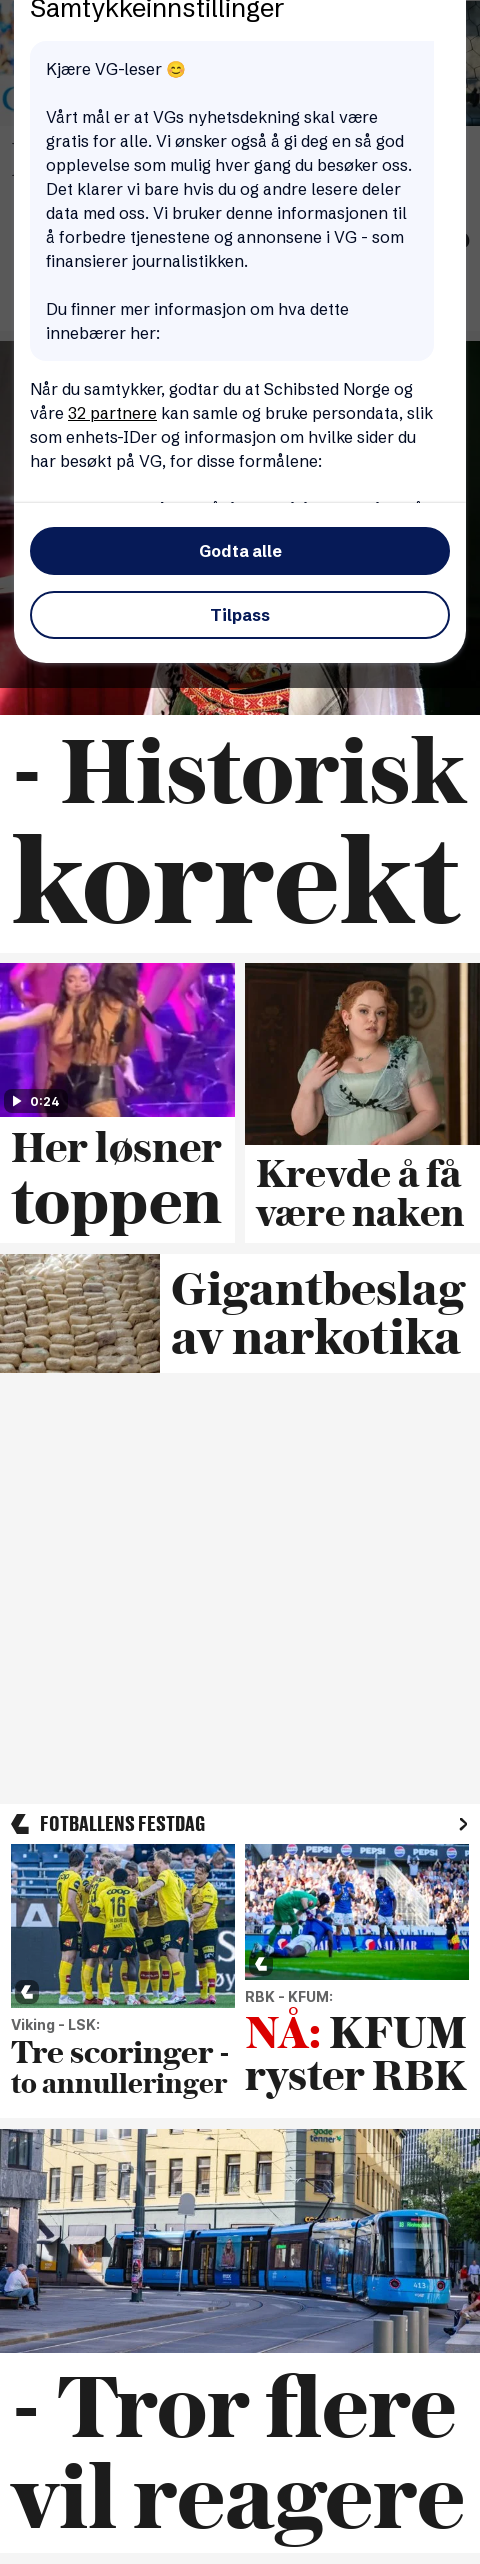 Samtykkeinnstillinger
Kjære VG-leser 😊
Vårt mål er at VGs nyhetsdekning skal være
gratis for alle. Vi ønsker også å gi deg en så god
opplevelse som mulig hver gang du besøker oss.
Det klarer vi bare hvis du og andre lesere deler
data med oss. Vi bruker denne informasjonen til
å forbedre tjenestene og annonsene i VG - som
finansierer journalistikken.
Du finner mer informasjon om hva dette
innebærer her:
Når du samtykker, godtar du at Schibsted Norge og
våre 32 partnere kan samle og bruke persondata, slik
som enhets-IDer og informasjon om hvilke sider du
har besøkt på VG, for disse formålene:
Godta alle
Tilpass
- Historisk
korrekt
0:24
Her løsner
toppen
Krevde å få
være naken
Gigantbeslag
av narkotika
FOTBALLENS FESTDAG
coop
16
PEPSI
PEPSI
Viking - LSK:
Tre scoringer -
to annulleringer
RBK - KFUM:
NÅ: KFUM
ryster RBK
gode
tenner
413
- Tror flere
vil reagere